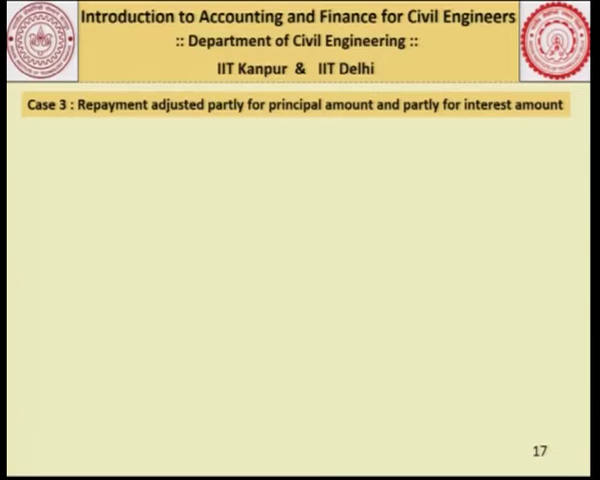 Introduction to Accounting and Finance for Civil Engineers
:: Department of Civil Engineering ::
IIT Kanpur & IIT Delhi
Case 3 : Repayment adjusted partly for principal amount and partly for interest amount
17